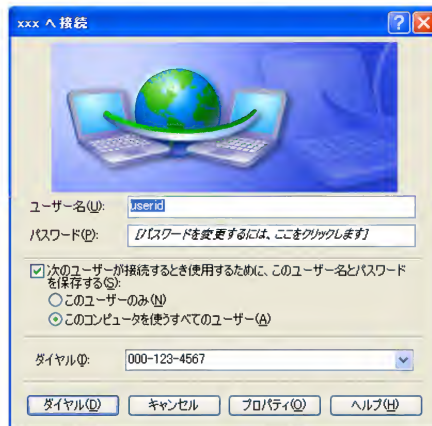 xxx へ接続
ユーザー名(U):
userid
パスワード(P):
[パスワードを変更するには、ここをクリックします]
次のユーザーが接続するとき使用するために、このユーザー名とパスワード
を保存する(S):
このユーザーのみ(N)
このコンピュータを使うすべてのユーザー(A)
ダイヤル(I):
000-123-4567
ダイヤル(D)
キャンセル
プロパティ(O)
ヘルプ(H)